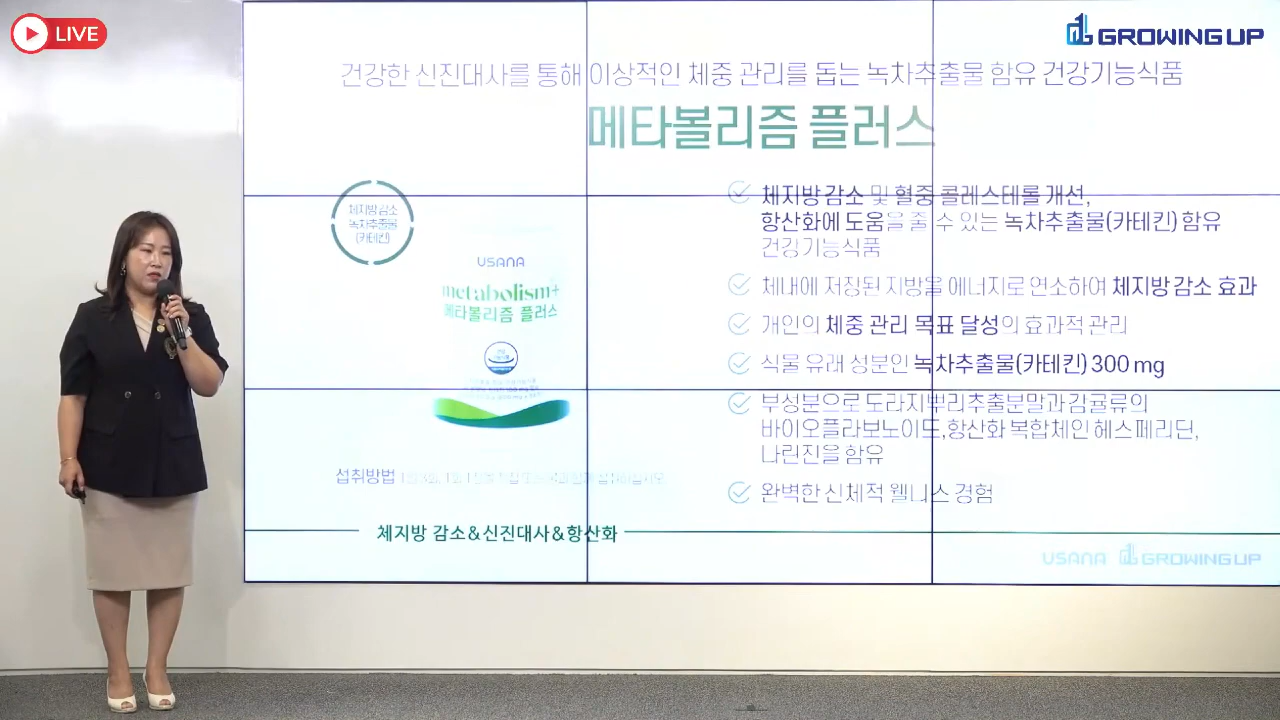 LIVE
GROWING UP
건강한 신진대사를 통해 이상적인 체중 관리를 돕는 녹차추출물 함유 건강기능식품
메타볼리즘 플러스
체지방 감소
녹차추출물
(카테킨)
USANA
metabolism+
메타볼리즘 플러스
섭취방법
체지방 감소&신진대사&항산화
체지방 감소 및 혈중 콜레스테롤 개선,
항산화에 도움을 줄 수 있는 녹차추출물(카테킨) 함유
건강기능식품
체내에 저장된 지방을 에너지로 연소하여 체지방 감소 효과
개인의 체중 관리 목표 달성의 효과적 관리
식물 유래 성분인 녹차추출물(카테킨) 300 mg
부성분으로 도라지뿌리추출분말과 감귤류의
바이오플라보노이드,항산화 복합체인 헤스페리딘,
나린진을 함유
완벽한 신체적 웰니스 경험
USANA GROWING UP